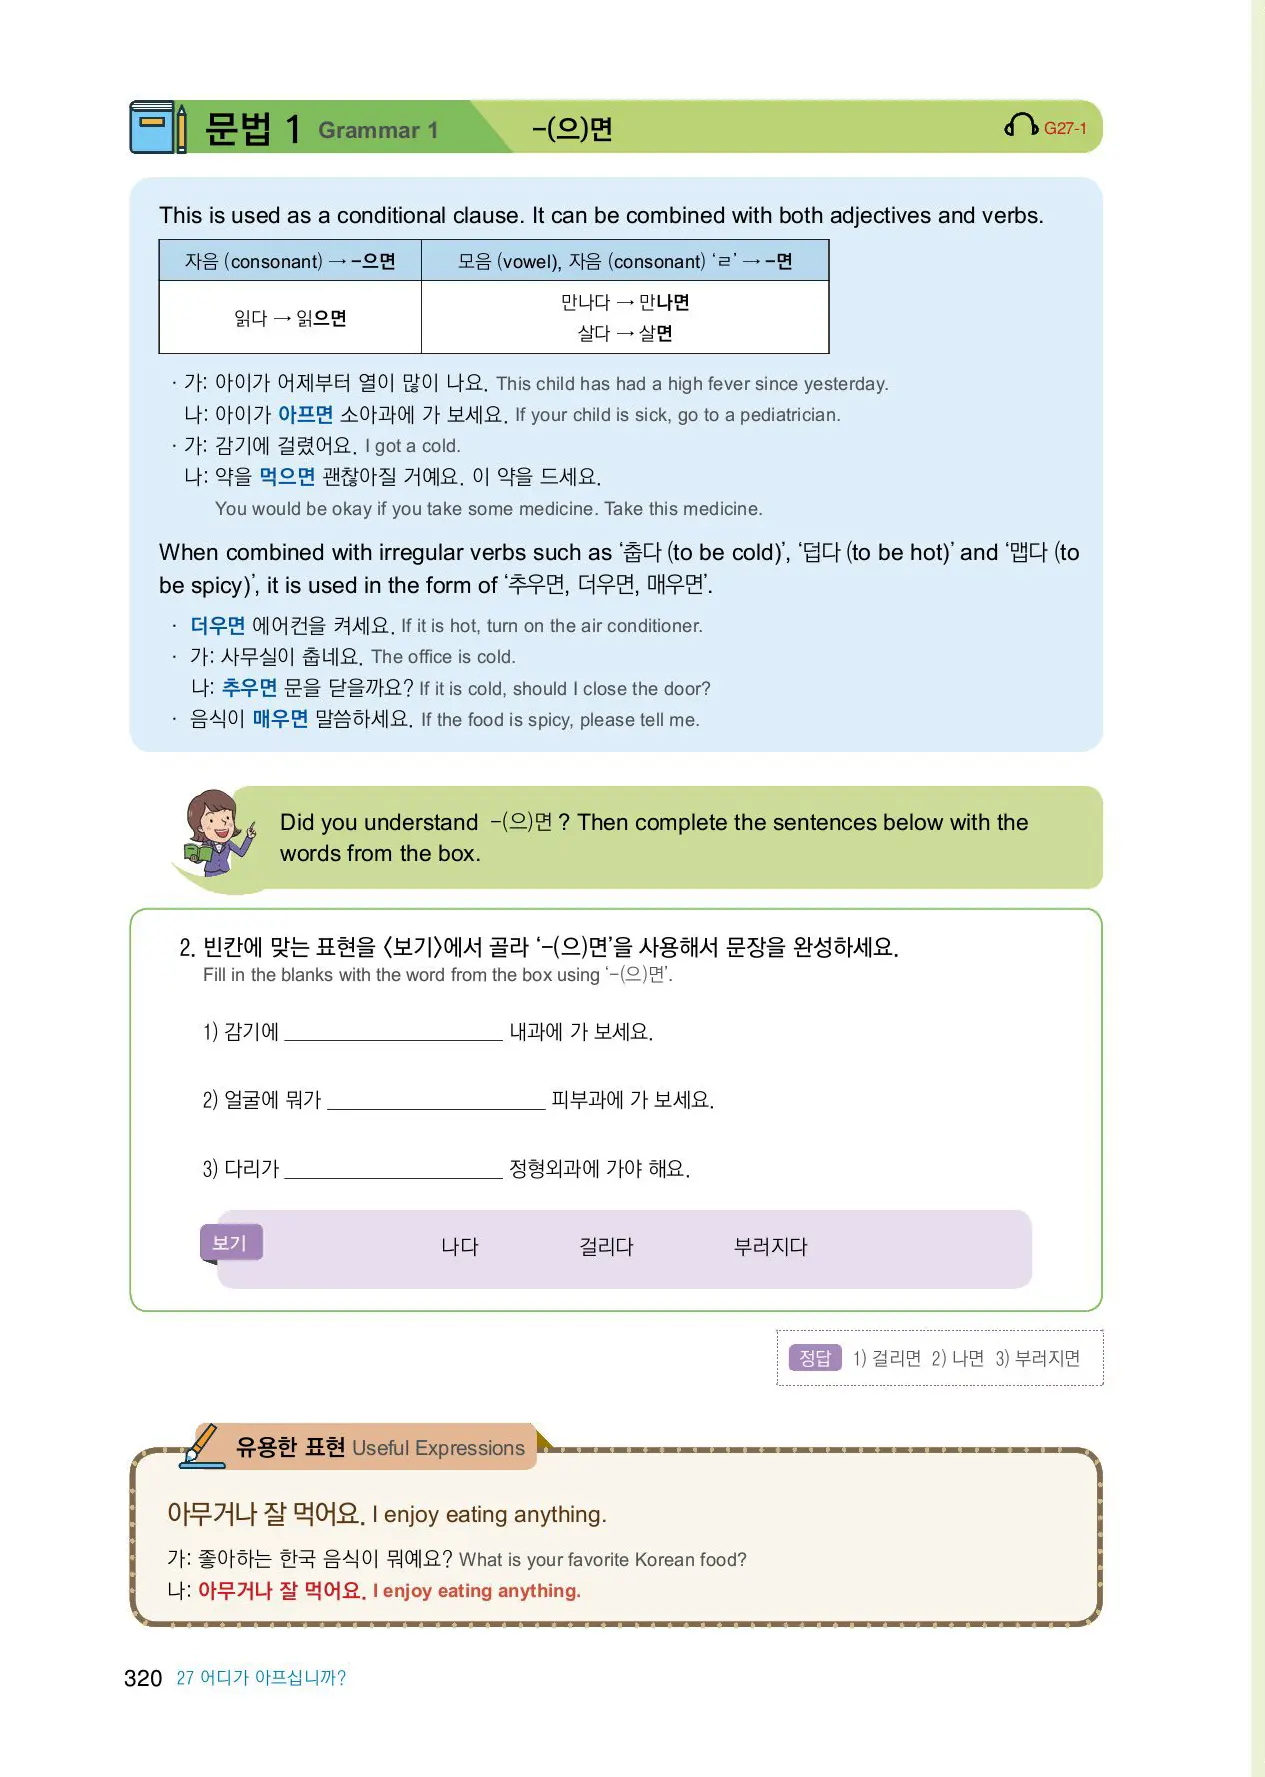 문법 1 Grammar 1 -(으)면 G27-1
This is used as a conditional clause. It can be combined with both adjectives and verbs.
자음 (consonant) → -으면 모음 (vowel), 자음 (consonant) ‘ㄹ’ → -면
읽다 → 읽으면 만나다 → 만나면
살다 → 살면
· 가: 아이가 어제부터 열이 많이 나요. This child has had a high fever since yesterday.
나: 아이가 아프면 소아과에 가 보세요. If your child is sick, go to a pediatrician.
· 가: 감기에 걸렸어요. I got a cold.
나: 약을 먹으면 괜찮아질 거예요. 이 약을 드세요.
You would be okay if you take some medicine. Take this medicine.
When combined with irregular verbs such as ‘춥다 (to be cold)’, ‘덥다 (to be hot)’ and ‘맵다 (to
be spicy)’, it is used in the form of ‘추우면, 더우면, 매우면’.
· 더우면 에어컨을 켜세요. If it is hot, turn on the air conditioner.
· 가: 사무실이 춥네요. The office is cold.
나: 추우면 문을 닫을까요? If it is cold, should I close the door?
· 음식이 매우면 말씀하세요. If the food is spicy, please tell me.
Did you understand -(으)면 ? Then complete the sentences below with the
words from the box.
2. 빈칸에 맞는 표현을 〈보기〉에서 골라 ‘-(으)면’을 사용해서 문장을 완성하세요.
Fill in the blanks with the word from the box using ‘-(으)면’.
1) 감기에 ____________________ 내과에 가 보세요.
2) 얼굴에 뭐가 ____________________ 피부과에 가 보세요.
3) 다리가 ____________________ 정형외과에 가야 해요.
보기 나다 걸리다 부러지다
정답 1) 걸리면 2) 나면 3) 부러지면
유용한 표현 Useful Expressions
아무거나 잘 먹어요. I enjoy eating anything.
가: 좋아하는 한국 음식이 뭐예요? What is your favorite Korean food?
나: 아무거나 잘 먹어요. I enjoy eating anything.
320 27 어디가 아프십니까?